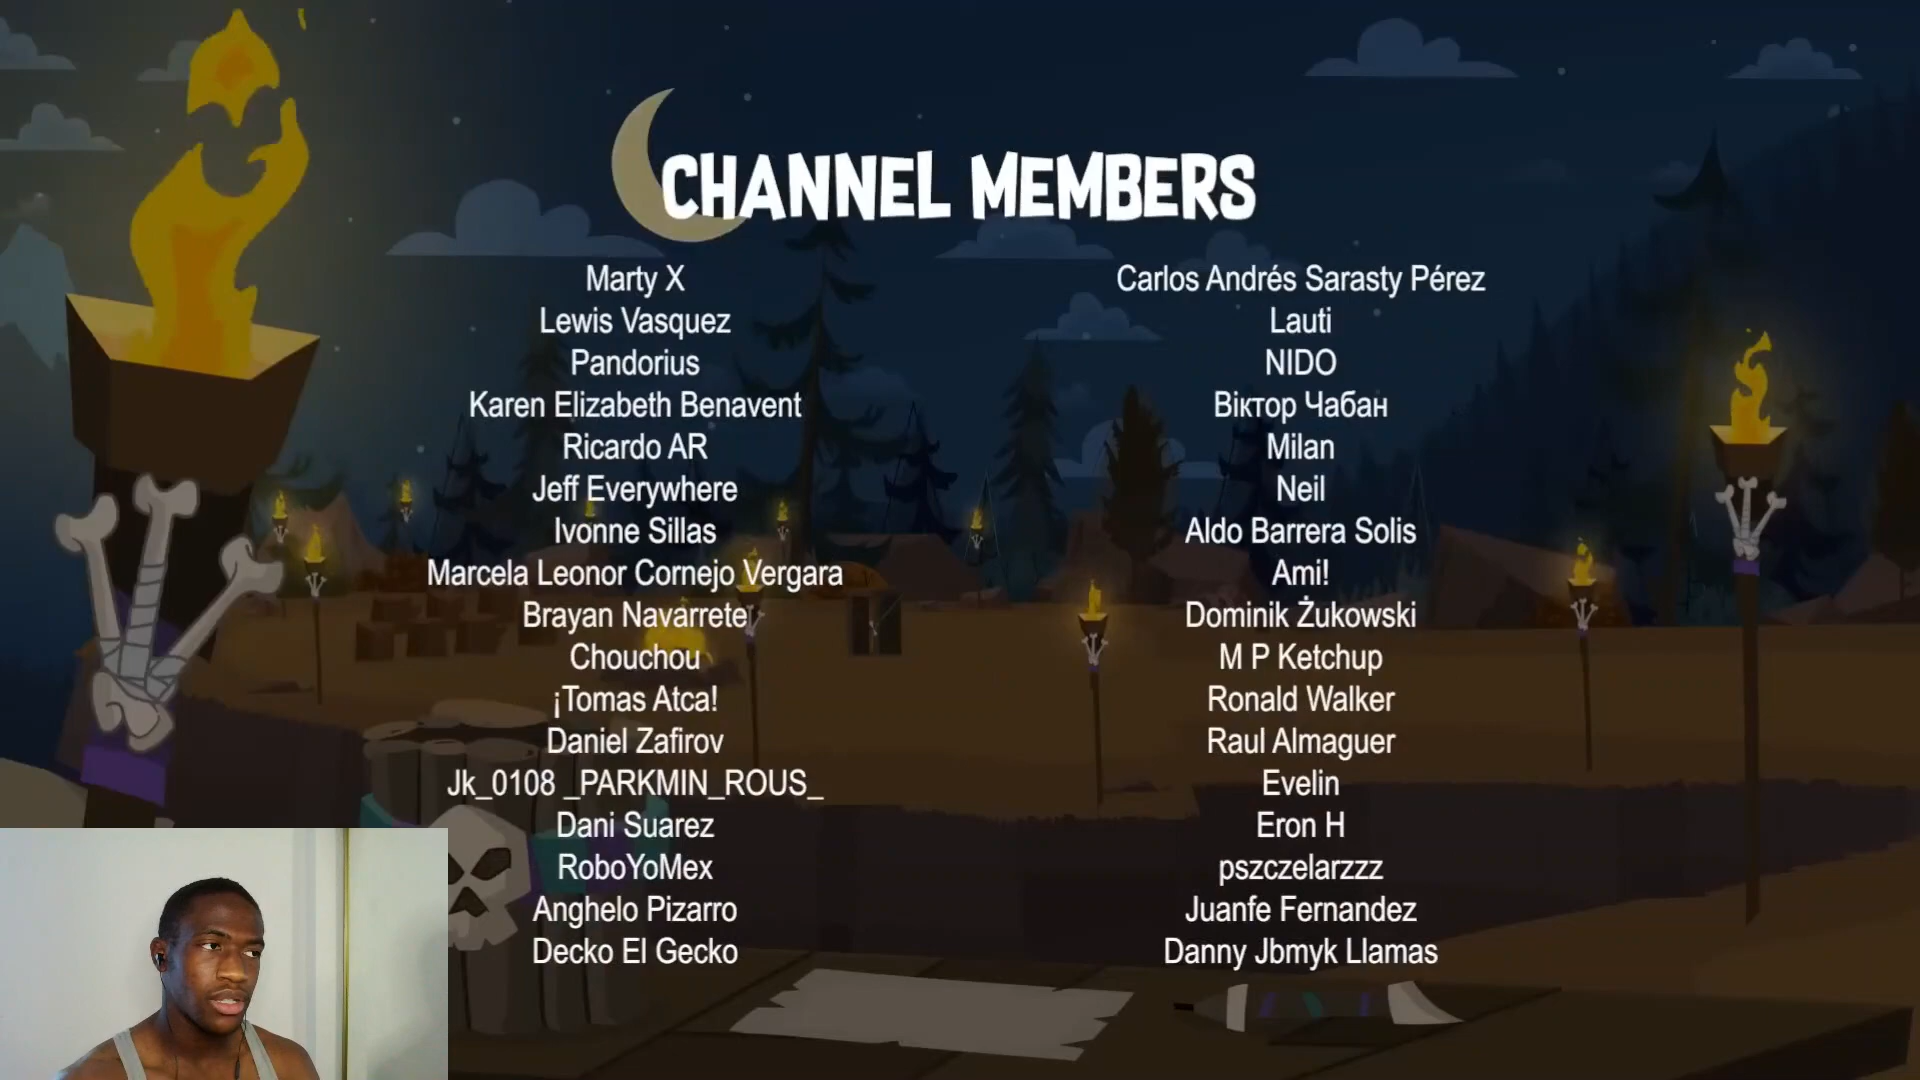 CHANNEL MEMBERS
Marty X
Lewis Vasquez
Pandorius
Karen Elizabeth Benavent
Ricardo AR
Jeff Everywhere
Ivonne Sillas
Marcela Leonor Cornejo Vergara
Brayan Navarrete
Chouchou
¡Tomas Atca!
Daniel Zafirov
Jk_0108 _PARKMIN_ROUS_
Dani Suarez
RoboYoMex
Anghelo Pizarro
Decko El Gecko
Carlos Andrés Sarasty Pérez
Lauti
NIDO
Віктор Чабан
Milan
Neil
Aldo Barrera Solis
Ami!
Dominik Żukowski
M P Ketchup
Ronald Walker
Raul Almaguer
Evelin
Eron H
pszczelarzzz
Juanfe Fernandez
Danny Jbmyk Llamas